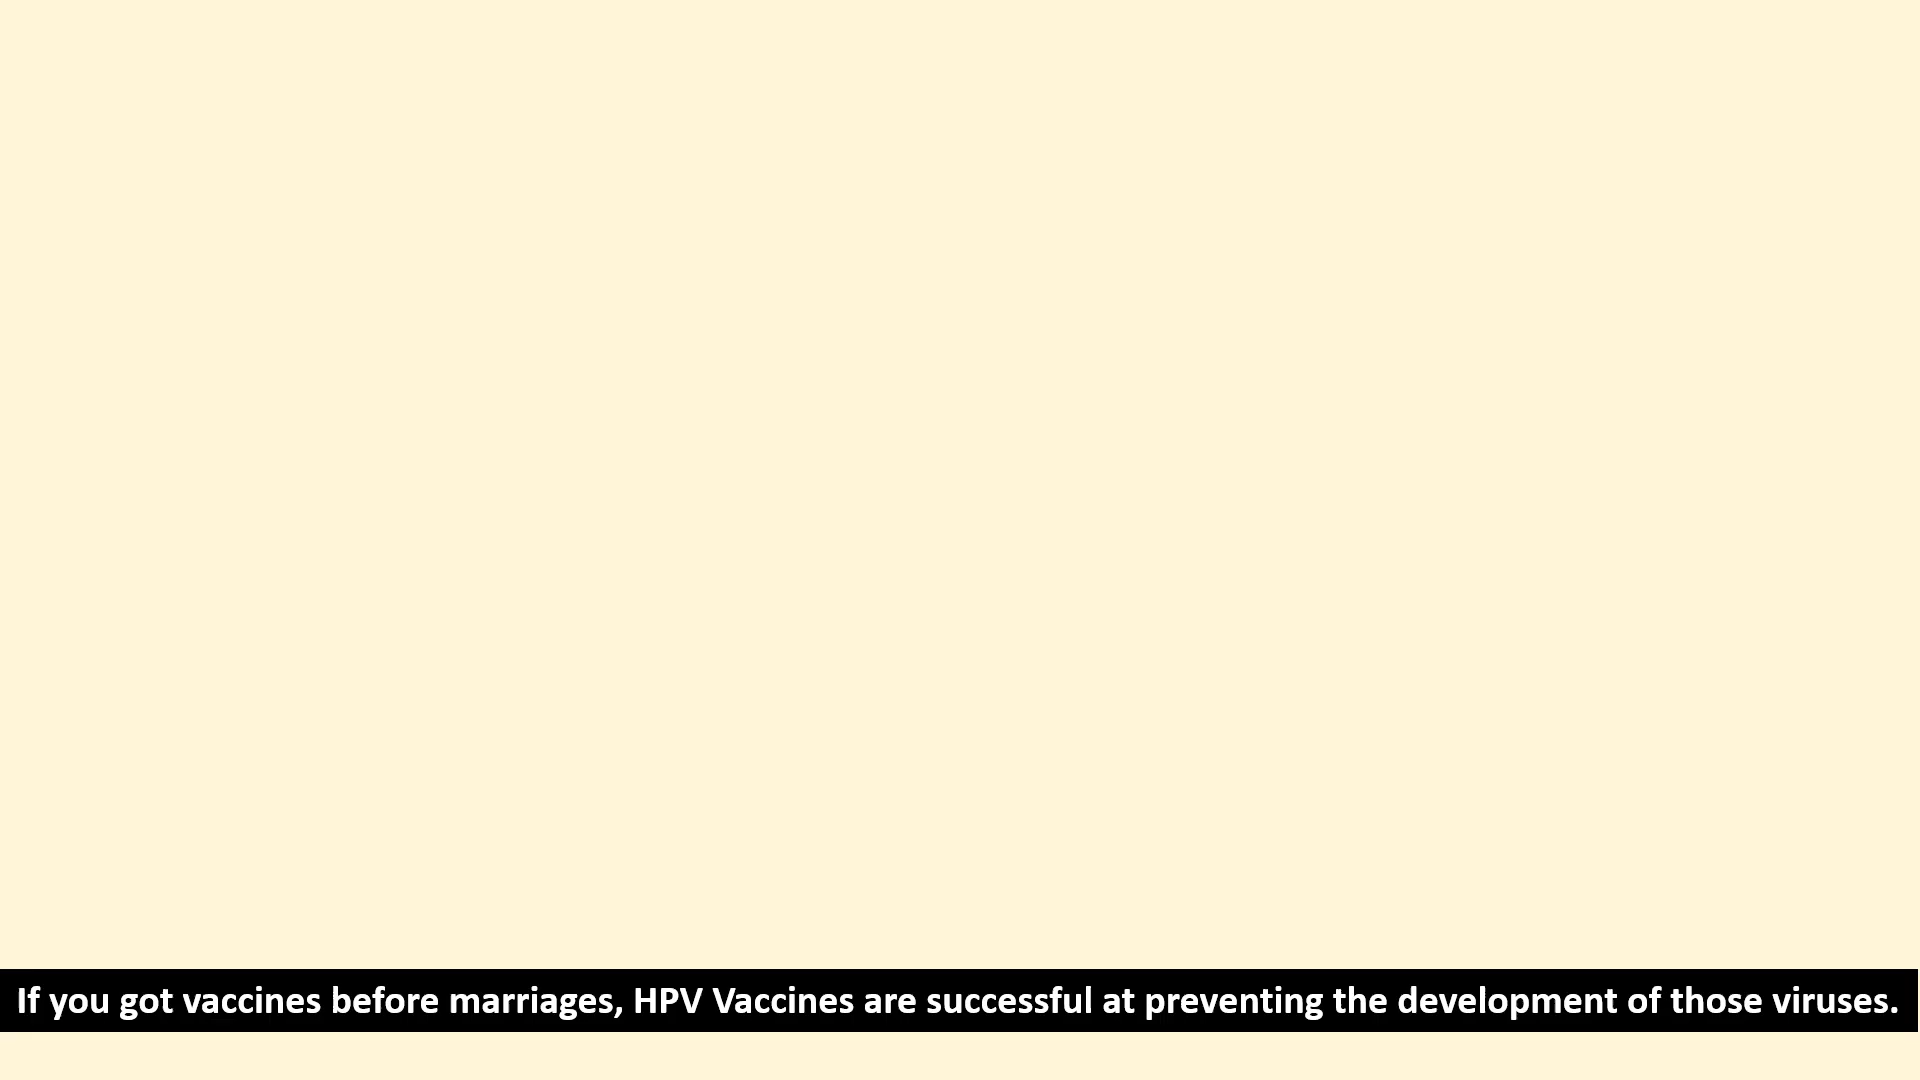 If you got vaccines before marriages, HPV Vaccines are successful at preventing the development of those viruses.